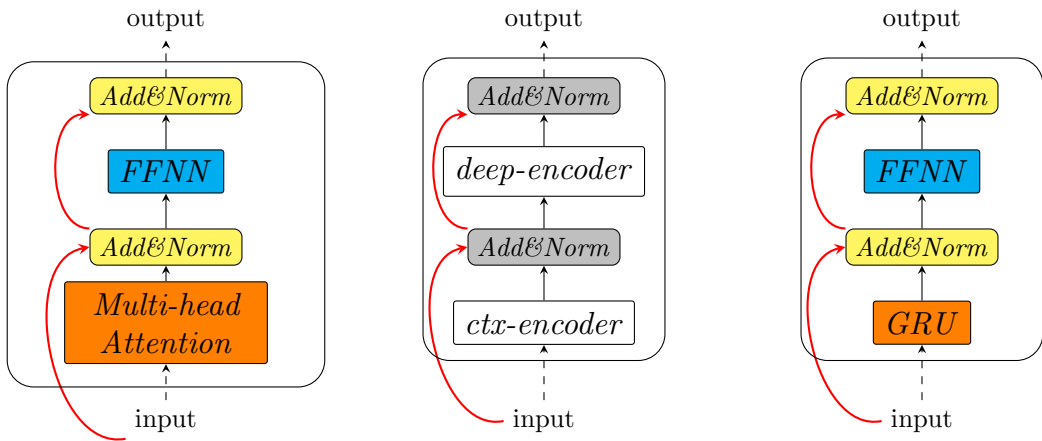 output
Add&Norm
FFNN
Add&Norm
Multi-head
Attention
input
output
Add&Norm
deep-encoder
Add&Norm
ctx-encoder
input
output
Add&Norm
FFNN
Add&Norm
GRU
input